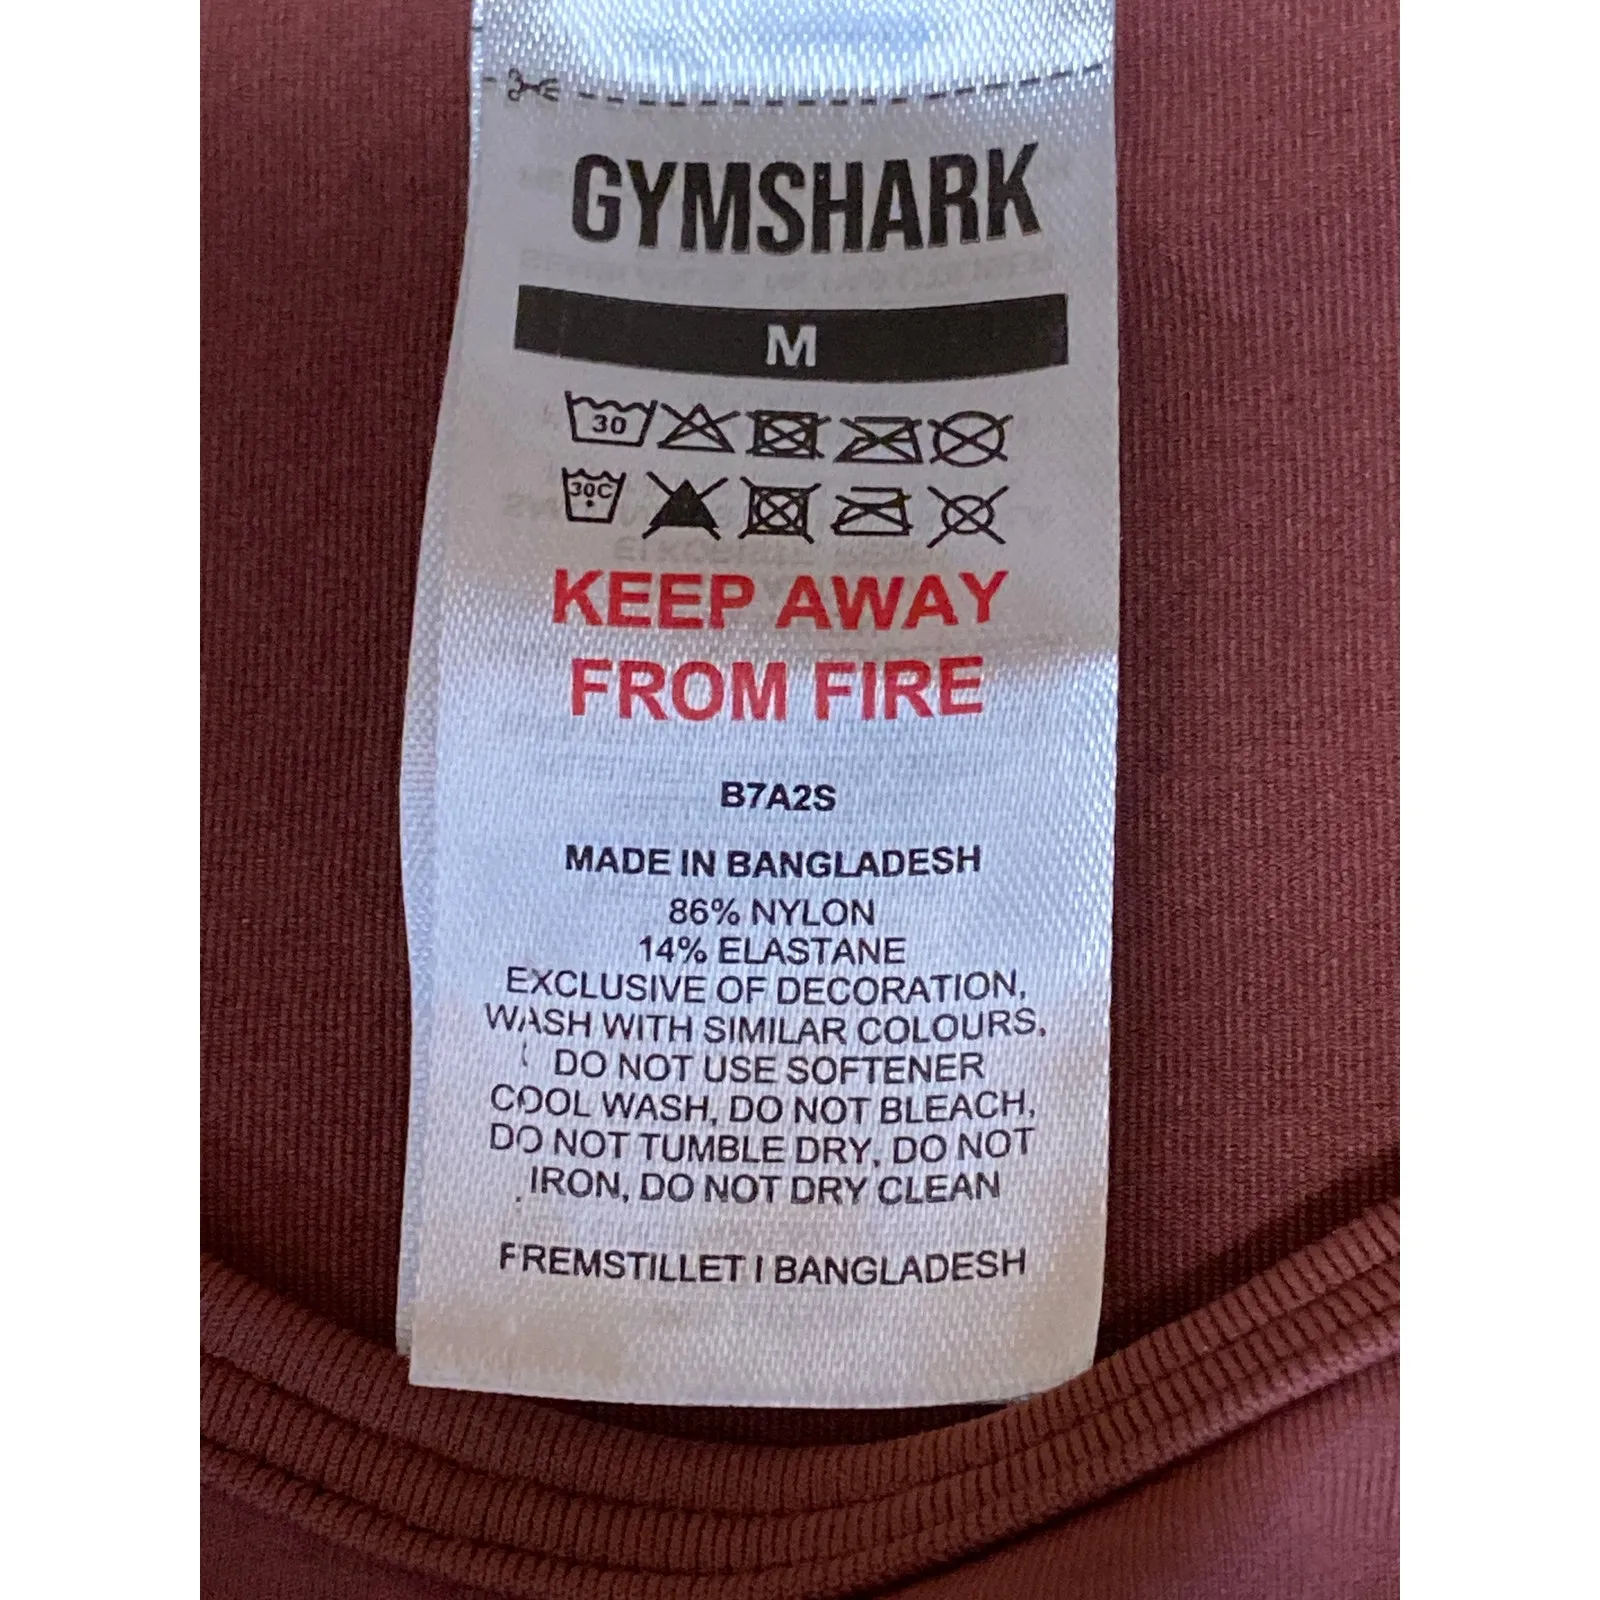 GYMSHARK
M
30
30C
KEEP AWAY
FROM FIRE
B7A2S
MADE IN BANGLADESH
86% NYLON
14% ELASTANE
EXCLUSIVE OF DECORATION,
WASH WITH SIMILAR COLOURS,
DO NOT USE SOFTENER
COOL WASH, DO NOT BLEACH,
DO NOT TUMBLE DRY, DO NOT
IRON, DO NOT DRY CLEAN
FREMSTILLET I BANGLADESH